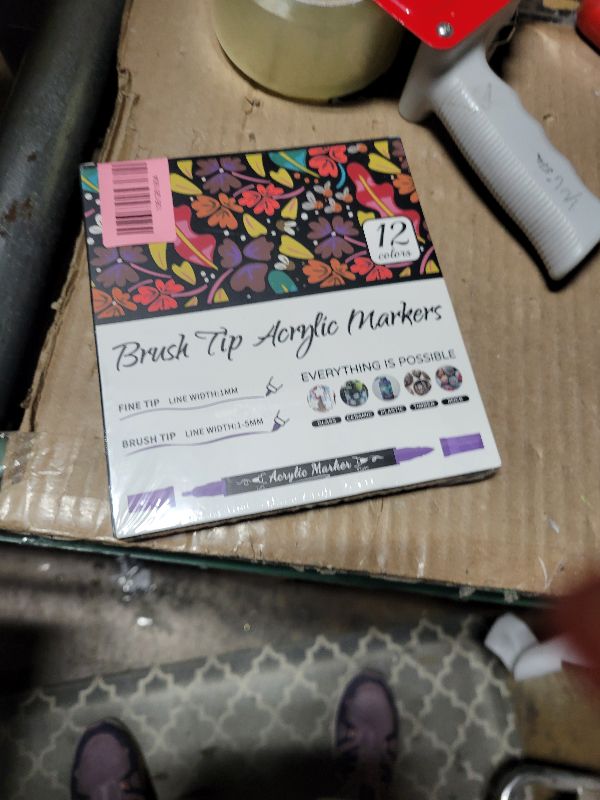 12
colors
Brush Tip Acrylic Markers
EVERYTHING IS POSSIBLE
FINE TIP LINE WIDTH:1MM
GLASS CERAMIC PLASTIC TIMBER ROCK
BRUSH TIP LINE WIDTH:1-5MM
Acrylic Marker